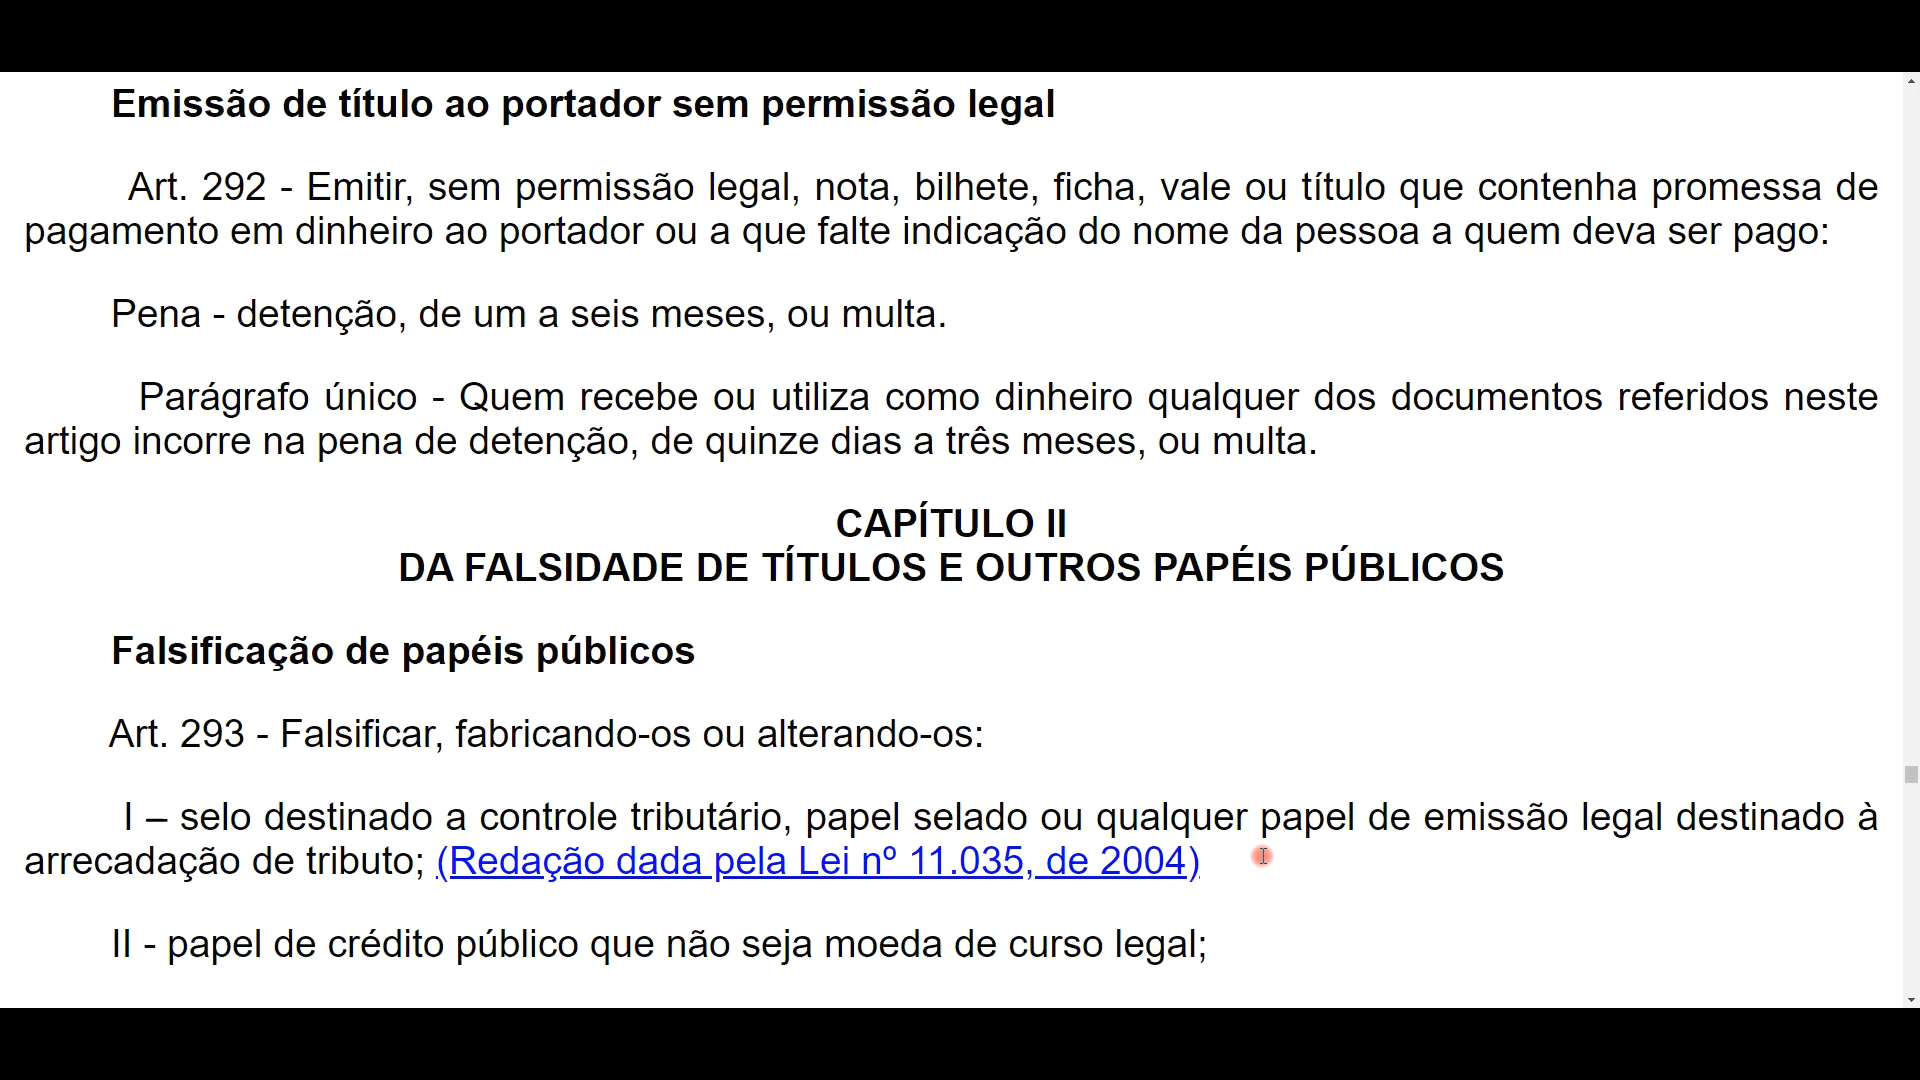 Emissão de título ao portador sem permissão legal
Art. 292 - Emitir, sem permissão legal, nota, bilhete, ficha, vale ou título que contenha promessa de
pagamento em dinheiro ao portador ou a que falte indicação do nome da pessoa a quem deva ser pago:
Pena - detenção, de um a seis meses, ou multa.
Parágrafo único - Quem recebe ou utiliza como dinheiro qualquer dos documentos referidos neste
artigo incorre na pena de detenção, de quinze dias a três meses, ou multa.
CAPÍTULO II
DA FALSIDADE DE TÍTULOS E OUTROS PAPÉIS PÚBLICOS
Falsificação de papéis públicos
Art. 293 - Falsificar, fabricando-os ou alterando-os:
I – selo destinado a controle tributário, papel selado ou qualquer papel de emissão legal destinado à
arrecadação de tributo; (Redação dada pela Lei nº 11.035, de 2004)
II - papel de crédito público que não seja moeda de curso legal;